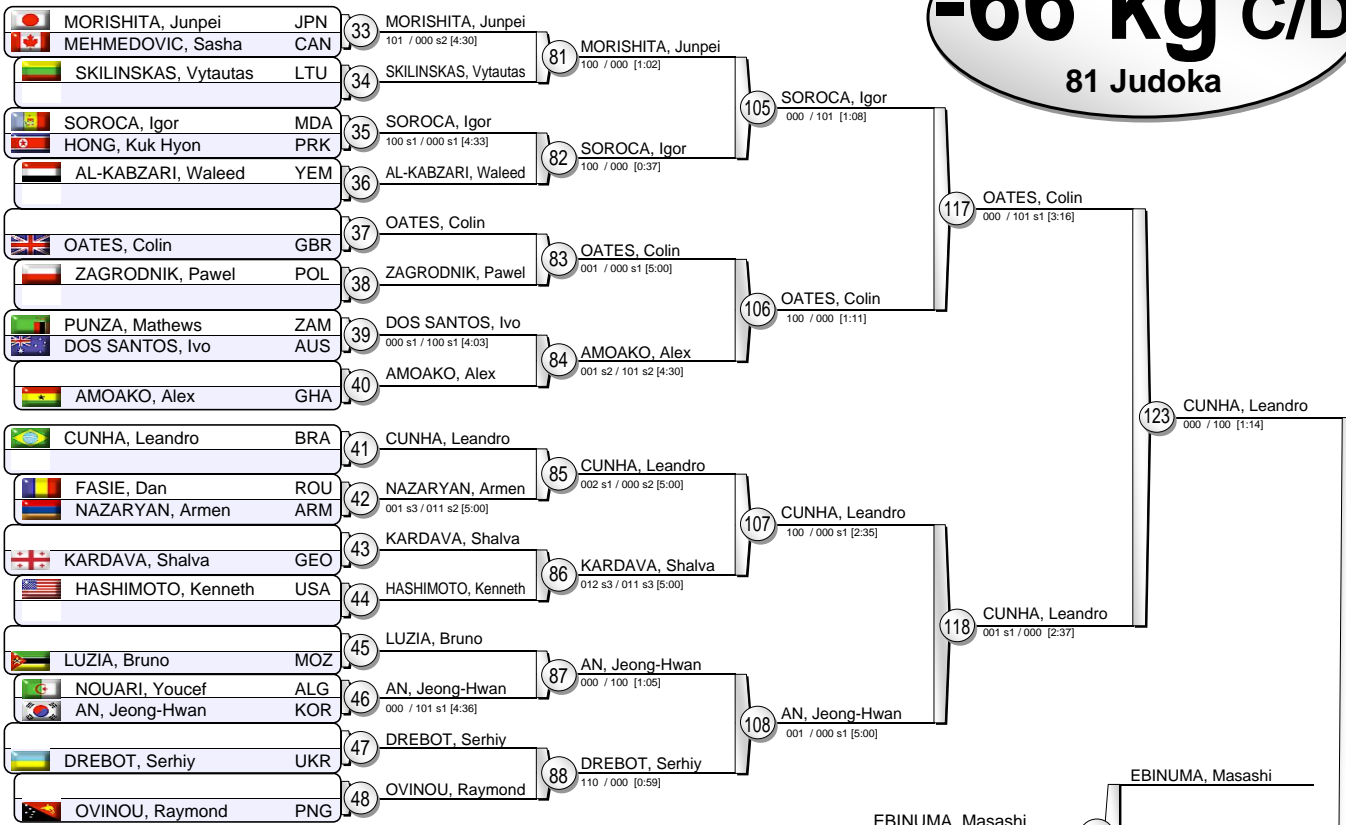 -66 kg C/D
81 Judoka
MORISHITA, Junpei JPN
MEHMEDOVIC, Sasha CAN
33
MORISHITA, Junpei
101 / 000 s2 [4:30]
SKILINSKAS, Vytautas LTU
34
SKILINSKAS, Vytautas
81
MORISHITA, Junpei
100 / 000 [1:02]
SOROCA, Igor MDA
HONG, Kuk Hyon PRK
35
SOROCA, Igor
100 s1 / 000 s1 [4:33]
AL-KABZARI, Waleed YEM
36
AL-KABZARI, Waleed
82
SOROCA, Igor
100 / 000 [0:37]
105
SOROCA, Igor
000 / 101 [1:08]
OATES, Colin GBR
37
OATES, Colin
ZAGRODNIK, Pawel POL
38
ZAGRODNIK, Pawel
83
OATES, Colin
001 / 000 s1 [5:00]
PUNZA, Mathews ZAM
DOS SANTOS, Ivo AUS
39
DOS SANTOS, Ivo
000 s1 / 100 s1 [4:03]
AMOAKO, Alex GHA
40
AMOAKO, Alex
84
AMOAKO, Alex
001 s2 / 101 s2 [4:30]
106
OATES, Colin
100 / 000 [1:11]
117
OATES, Colin
000 / 101 s1 [3:16]
CUNHA, Leandro BRA
41
CUNHA, Leandro
FASIE, Dan ROU
NAZARYAN, Armen ARM
42
NAZARYAN, Armen
001 s3 / 011 s2 [5:00]
85
CUNHA, Leandro
002 s1 / 000 s2 [5:00]
KARDAVA, Shalva GEO
43
KARDAVA, Shalva
HASHIMOTO, Kenneth USA
44
HASHIMOTO, Kenneth
86
KARDAVA, Shalva
012 s3 / 011 s3 [5:00]
107
CUNHA, Leandro
100 / 000 s1 [2:35]
LUZIA, Bruno MOZ
45
LUZIA, Bruno
NOUARI, Youcef ALG
AN, Jeong-Hwan KOR
46
AN, Jeong-Hwan
000 / 101 s1 [4:36]
87
AN, Jeong-Hwan
000 / 100 [1:05]
DREBOT, Serhiy UKR
47
DREBOT, Serhiy
OVINOU, Raymond PNG
48
OVINOU, Raymond
88
DREBOT, Serhiy
110 / 000 [0:59]
108
AN, Jeong-Hwan
001 / 000 s1 [5:00]
118
CUNHA, Leandro
001 s1 / 000 [2:37]
123
CUNHA, Leandro
000 / 100 [1:14]
EBINUMA, Masashi
EBINUMA, Masashi